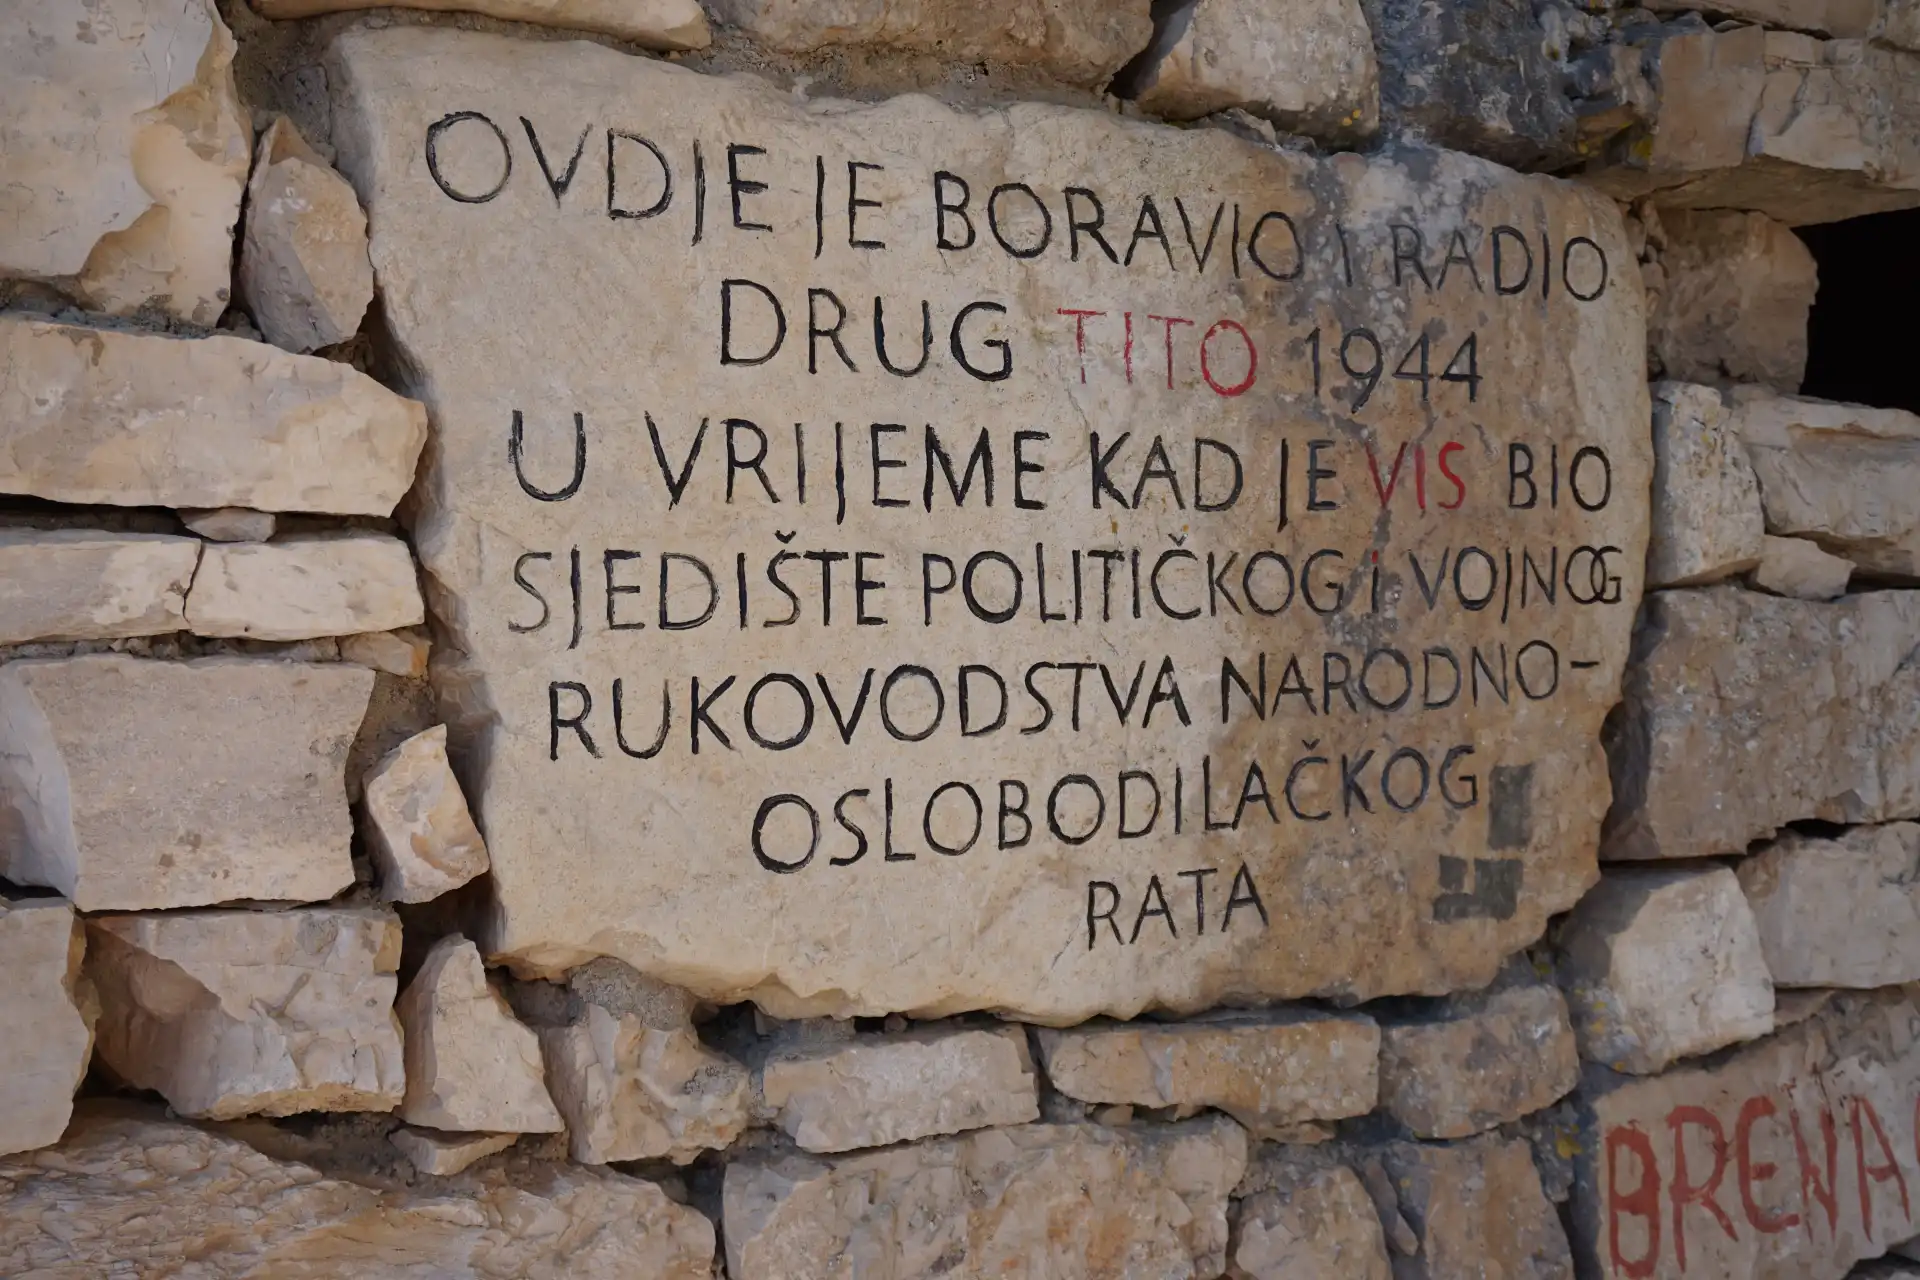 OVDJE JE BORAVIO I RADIO
DRUG TITO 1944
U VRIJEME KAD JE VIS BIO
SJEDIŠTE POLITIČKOG I VOJNOG
RUKOVODSTVA NARODNO-
OSLOBODILAČKOG
RATA